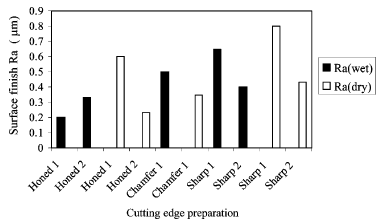 Surface finish Ra ( µm)
0.9
0.8
0.7
0.6
0.5
0.4
0.3
0.2
0.1
0
Ra(wet)
Ra(dry)
Honed 1
Honed 2
Honed 1
Honed 2
Chamfer 1
Chamfer 1
Sharp 1
Sharp 2
Sharp 1
Sharp 2
Cutting edge preparation